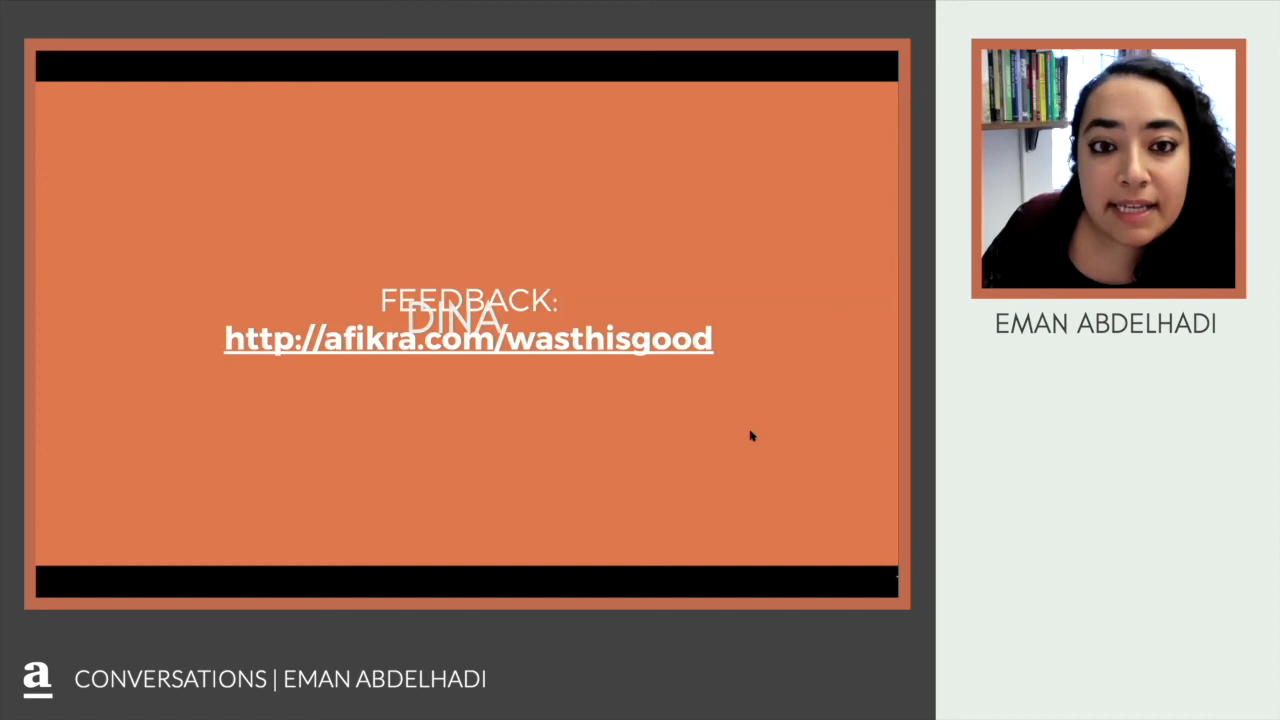 FEEDBACK:
DINA
http://afikra.com/wasthisgood
EMAN ABDELHADI
a CONVERSATIONS | EMAN ABDELHADI